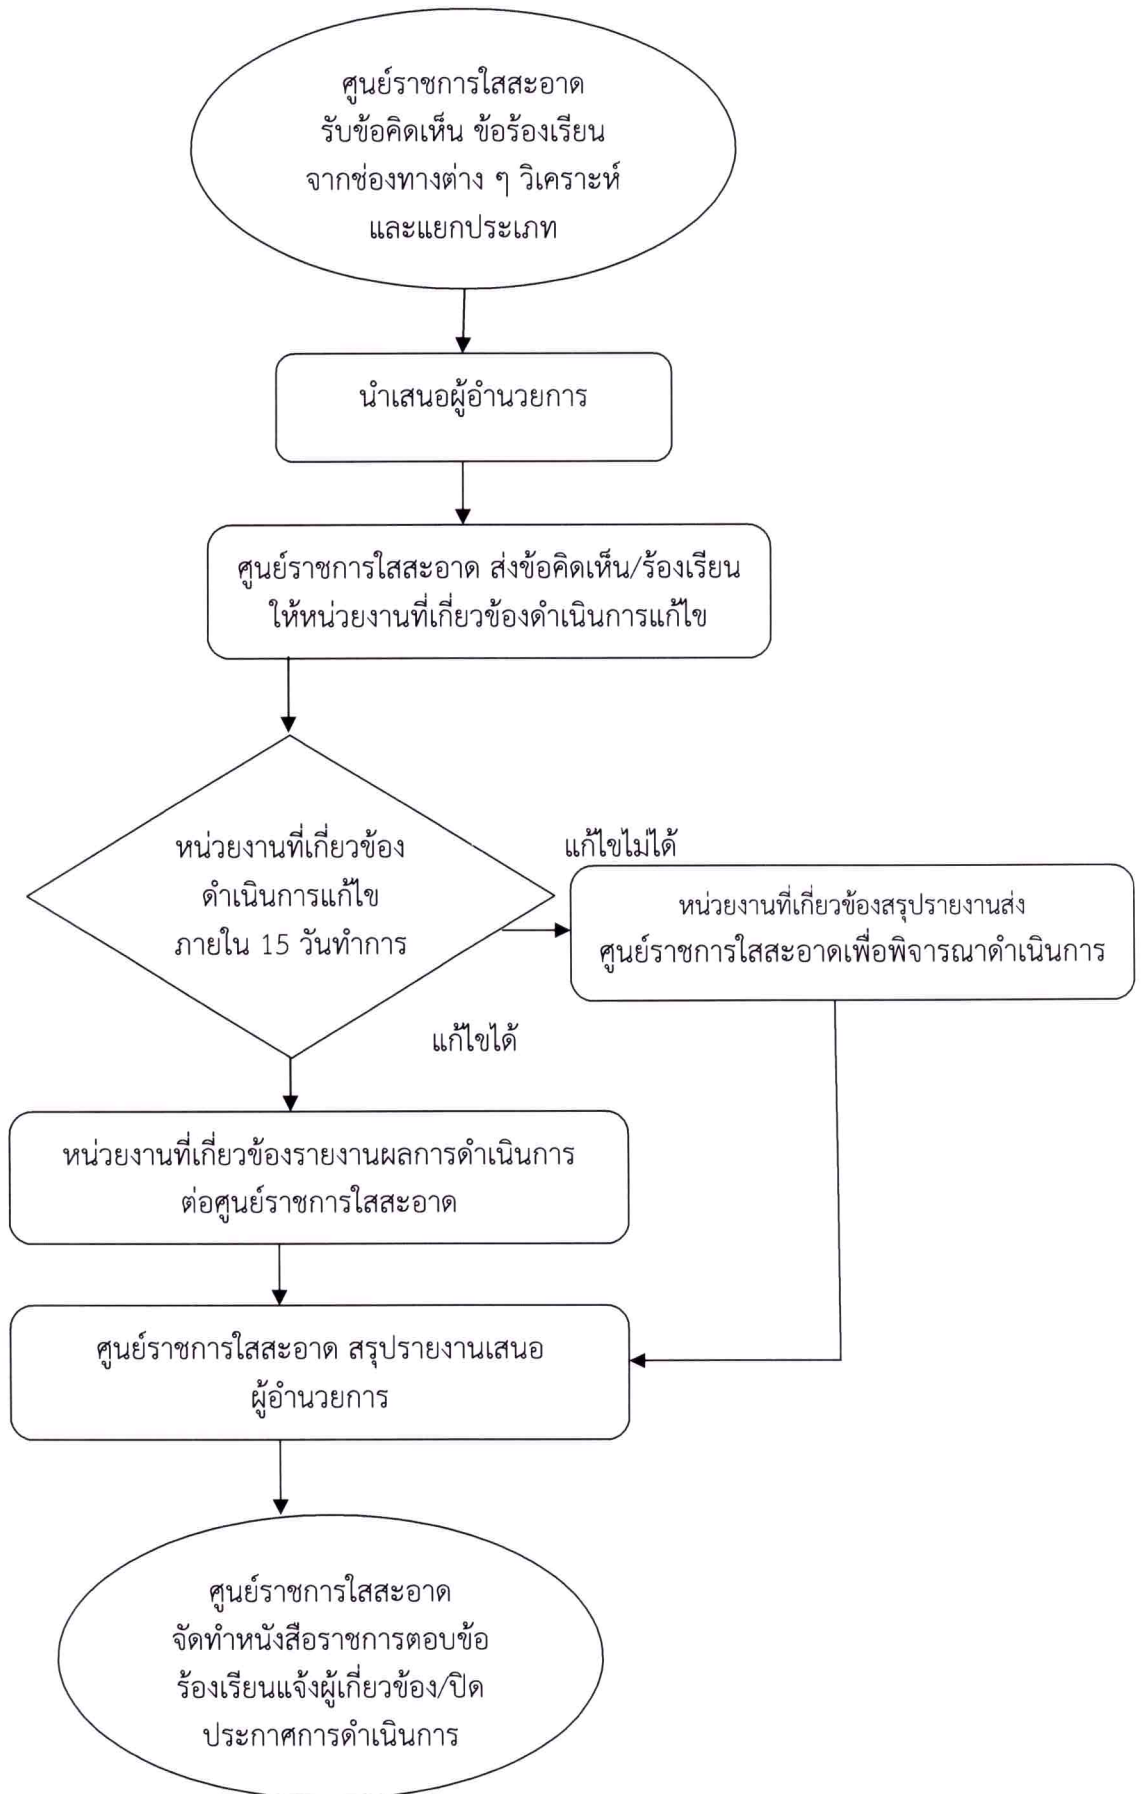 ศูนย์ราชการใสสะอาด
รับข้อคิดเห็น ข้อร้องเรียน
จากช่องทางต่าง ๆ วิเคราะห์
และแยกประเภท
นำเสนอผู้อำนวยการ
ศูนย์ราชการใสสะอาด ส่งข้อคิดเห็น/ร้องเรียน
ให้หน่วยงานที่เกี่ยวข้องดำเนินการแก้ไข
หน่วยงานที่เกี่ยวข้อง
ดำเนินการแก้ไข
ภายใน 15 วันทำการ
แก้ไขไม่ได้
หน่วยงานที่เกี่ยวข้องสรุปรายงานส่ง
ศูนย์ราชการใสสะอาดเพื่อพิจารณาดำเนินการ
แก้ไขได้
หน่วยงานที่เกี่ยวข้องรายงานผลการดำเนินการ
ต่อศูนย์ราชการใสสะอาด
ศูนย์ราชการใสสะอาด สรุปรายงานเสนอ
ผู้อำนวยการ
ศูนย์ราชการใสสะอาด
จัดทำหนังสือราชการตอบข้อ
ร้องเรียนแจ้งผู้เกี่ยวข้อง/ปิด
ประกาศการดำเนินการ